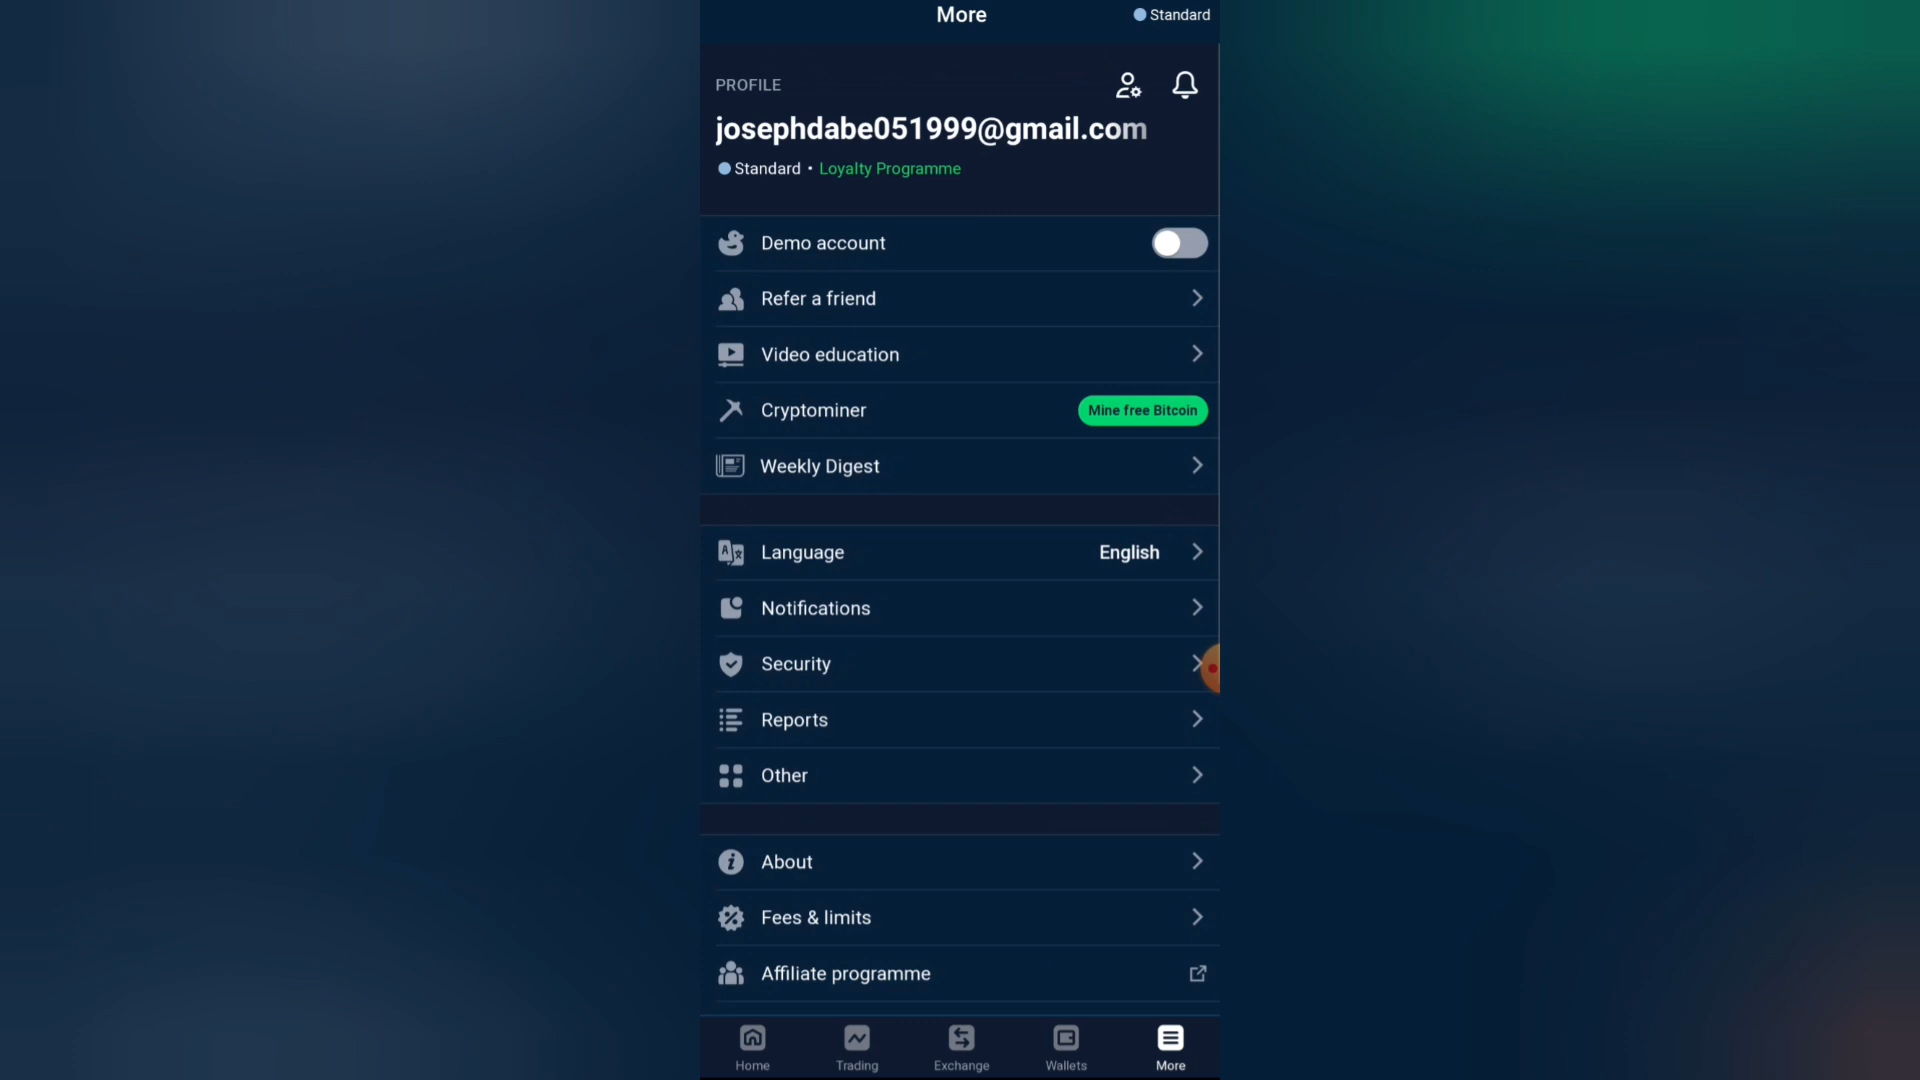 More
Standard
PROFILE
josephdabe051999@gmail.com
Standard • Loyalty Programme
Demo account
Refer a friend
Video education
Cryptominer
Mine free Bitcoin
Weekly Digest
Language
English
Notifications
Security
Reports
Other
About
Fees & limits
Affiliate programme
Home
Trading
Exchange
Wallets
More